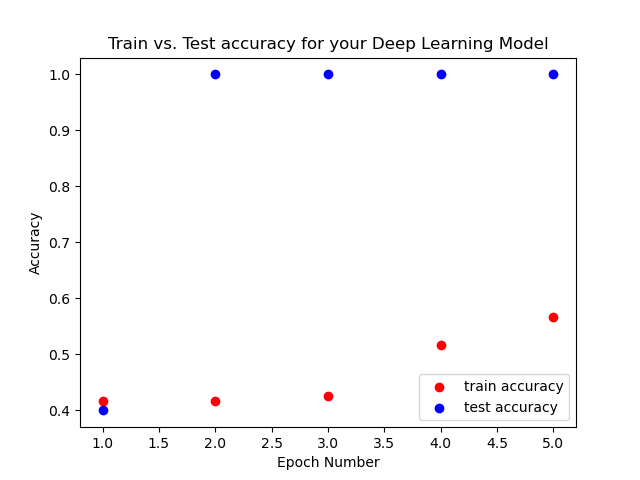 Train vs. Test accuracy for your Deep Learning Model
1.0
0.9
0.8
0.7
0.6
0.5
0.4
Accuracy
train accuracy
test accuracy
1.0 1.5 2.0 2.5 3.0 3.5 4.0 4.5 5.0
Epoch Number